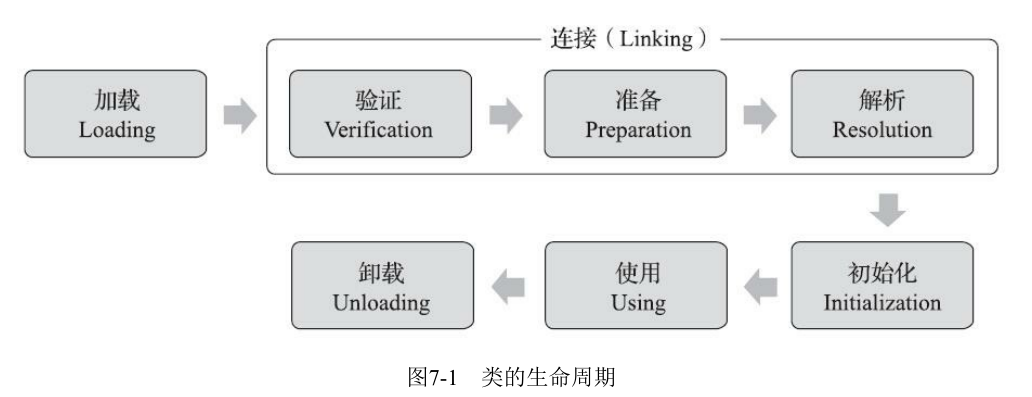 连接（Linking）
加载
Loading
验证
Verification
准备
Preparation
解析
Resolution
卸载
Unloading
使用
Using
初始化
Initialization
图7-1　类的生命周期